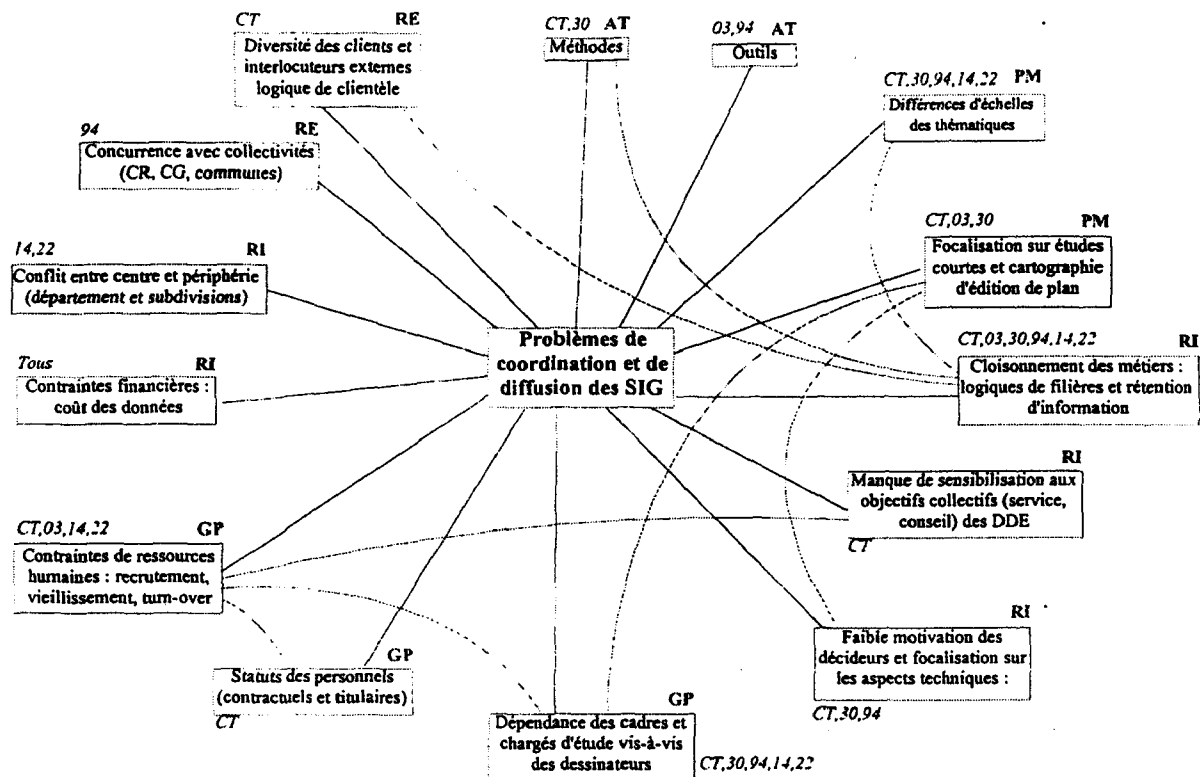 CT RE
Diversité des clients et
interlocuteurs externes
logique de clientèle
CT,30 AT
Méthodes
03,94 AT
Outils
CT,30,94,14,22 PM
Différences d'échelles
des thématiques
94 RE
Concurrence avec collectivités
(CR, CG, communes)
CT,03,30 PM
Focalisation sur études
courtes et cartographie
d'édition de plan
14,22 RI
Conflit entre centre et périphérie
(département et subdivisions)
Problèmes de
coordination et de
diffusion des SIG
CT,03,30,94,14,22 RI
Cloisonnement des métiers :
logiques de filières et rétention
d'information
Tous RI
Contraintes financières :
coût des données
RI
Manque de sensibilisation aux
objectifs collectifs (service,
conseil) des DDE
CT
CT,03,14,22 GP
Contraintes de ressources
humaines : recrutement,
vieillissement, turn-over
RI
Faible motivation des
décideurs et focalisation sur
les aspects techniques :
CT,30,94
GP
Statuts des personnels
(contractuels et titulaires)
CT
GP
Dépendance des cadres et
chargés d'étude vis-à-vis
des dessinateurs
CT,30,94,14,22